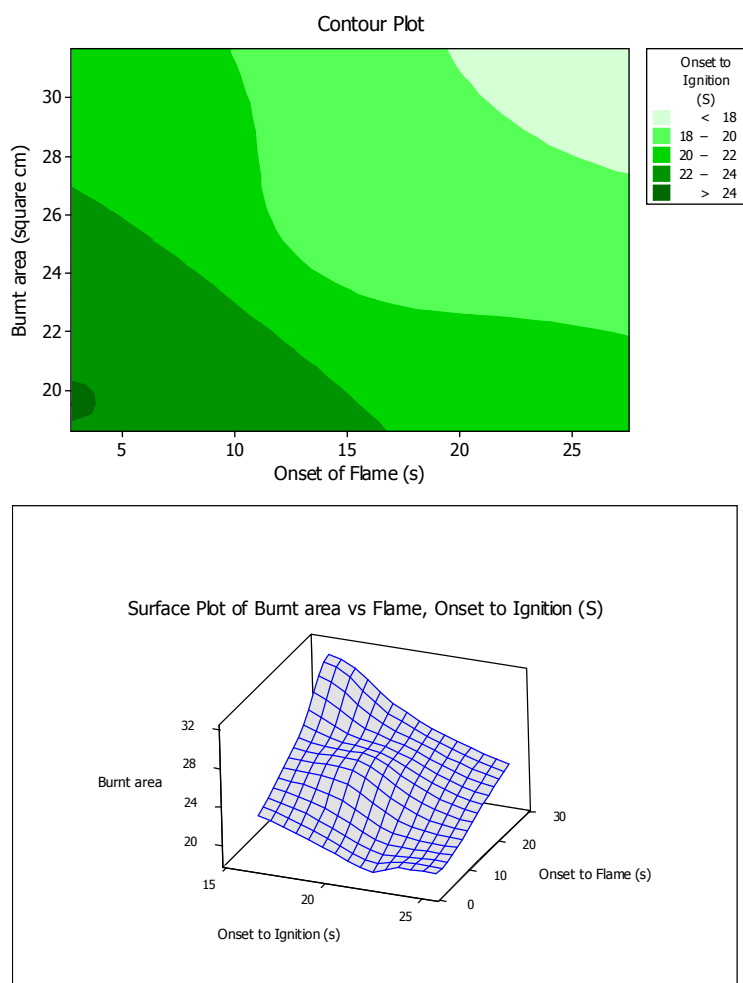 Contour Plot
Onset to
Ignition
(S)
< 18
18 – 20
20 – 22
22 – 24
> 24
30
28
26
24
22
20
Burnt area (square cm)
5 10 15 20 25
Onset of Flame (s)
Surface Plot of Burnt area vs Flame, Onset to Ignition (S)
32
28
24
20
Burnt area
15
20
25
Onset to Ignition (s)
0
10
20
30
Onset to Flame (s)